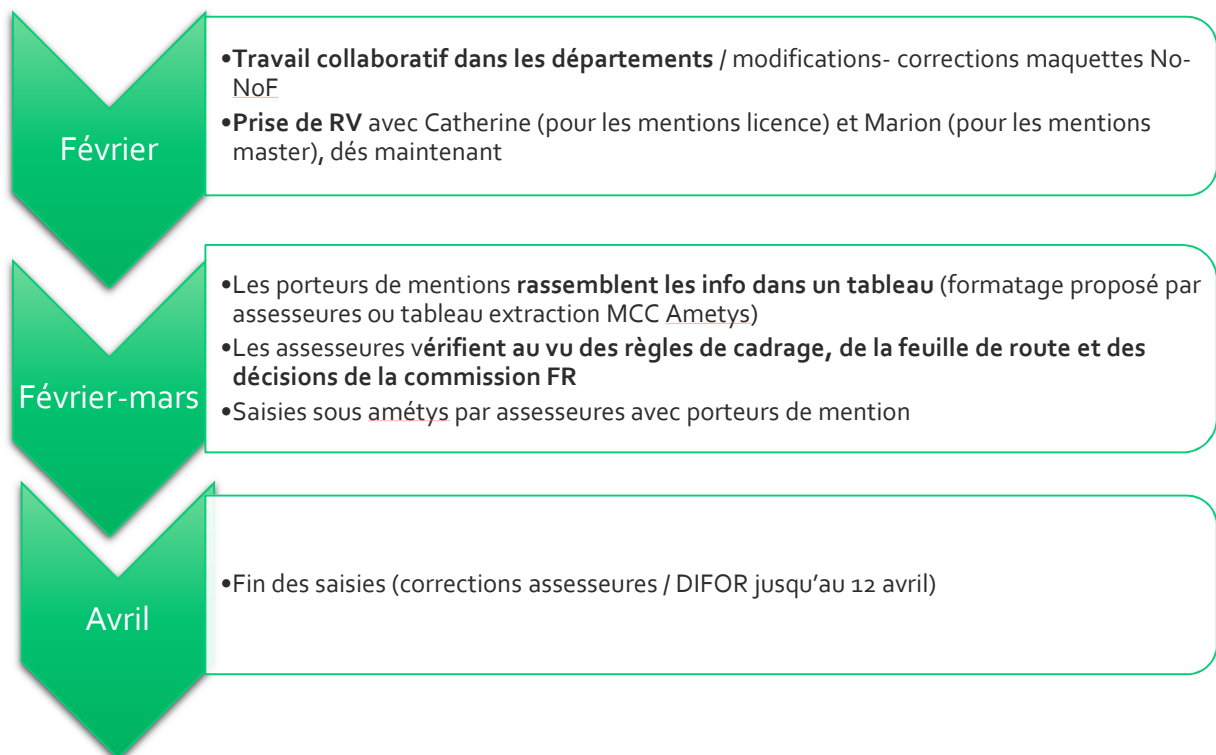 Février
•Travail collaboratif dans les départements / modifications- corrections maquettes No-
NoF
•Prise de RV avec Catherine (pour les mentions licence) et Marion (pour les mentions
master), dés maintenant
Février-mars
•Les porteurs de mentions rassemblent les info dans un tableau (formatage proposé par
assesseures ou tableau extraction MCC Ametys)
•Les assesseures vérifient au vu des règles de cadrage, de la feuille de route et des
décisions de la commission FR
•Saisies sous amétys par assesseures avec porteurs de mention
Avril
•Fin des saisies (corrections assesseures / DIFOR jusqu’au 12 avril)